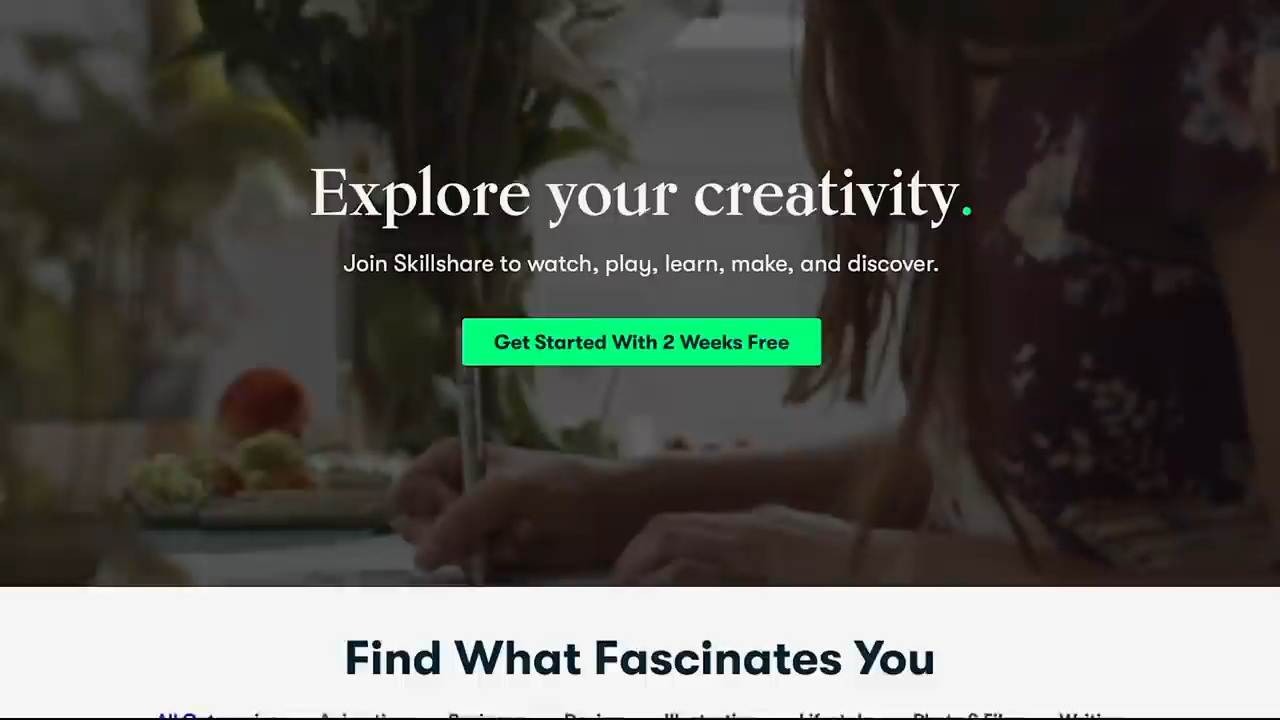 Explore your creativity.
Join Skillshare to watch, play, learn, make, and discover.
Get Started With 2 Weeks Free
Find What Fascinates You